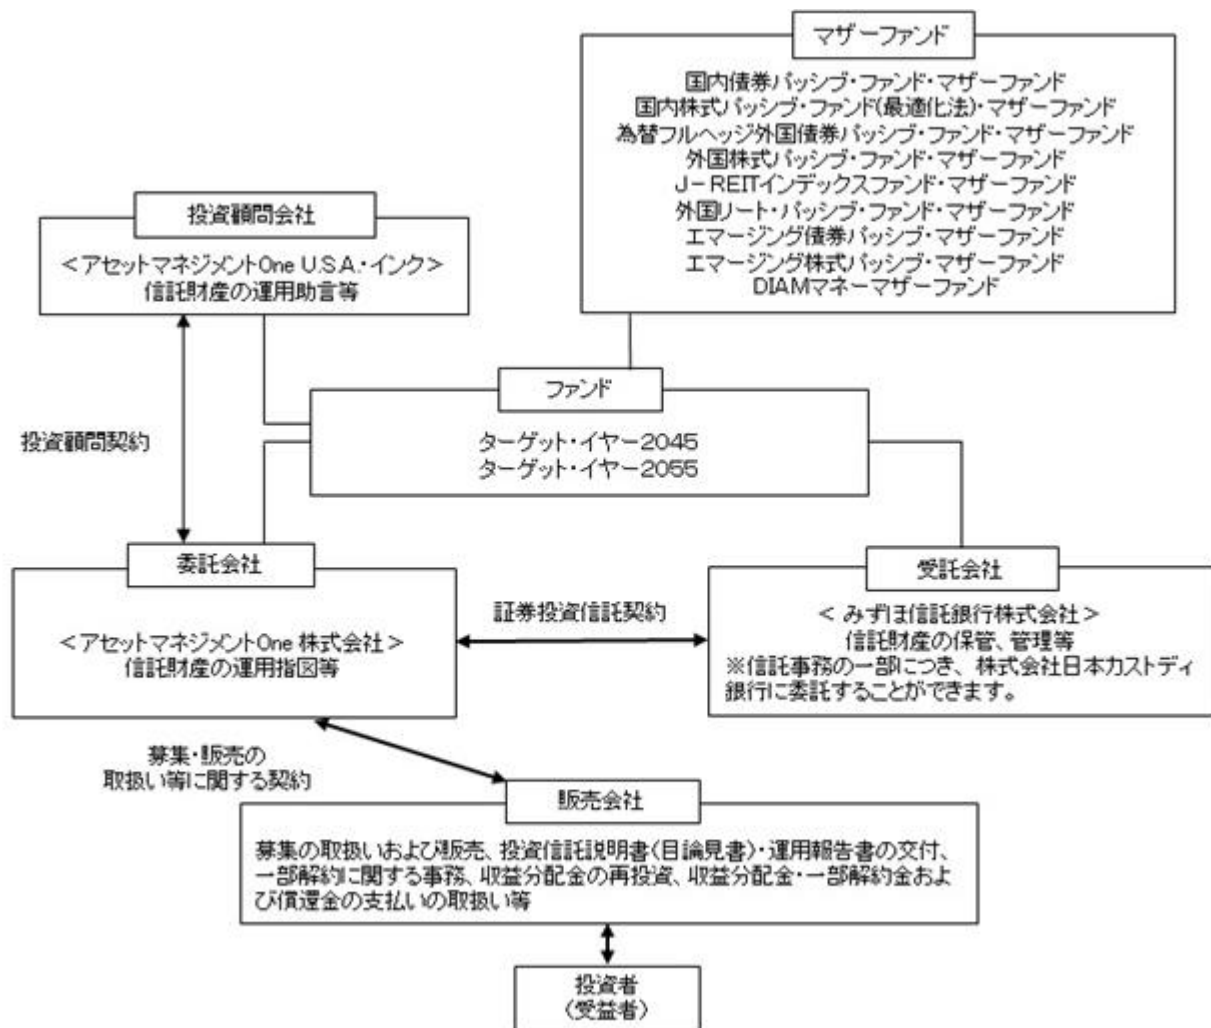 マザーファンド
国内債券パッシブ・ファンド・マザーファンド
国内株式パッシブ・ファンド(最適化法)・マザーファンド
為替フルヘッジ外国債券パッシブ・ファンド・マザーファンド
外国株式パッシブ・ファンド・マザーファンド
J-REITインデックスファンド・マザーファンド
外国リート・パッシブ・ファンド・マザーファンド
エマージング債券パッシブ・マザーファンド
エマージング株式パッシブ・マザーファンド
DIAMマネーマザーファンド
投資顧問会社
<アセットマネジメントOne U.S.A.・インク>
信託財産の運用助言等
ファンド
ターゲット・イヤー2045
ターゲット・イヤー2055
投資顧問契約
委託会社
<アセットマネジメントOne 株式会社>
信託財産の運用指図等
証券投資信託契約
受託会社
< みずほ信託銀行株式会社>
信託財産の保管、管理等
※信託事務の一部につき、株式会社日本カストディ
銀行に委託することができます。
募集・販売の
取扱い等に関する契約
販売会社
募集の取扱いおよび販売、投資信託説明書(目論見書)・運用報告書の交付、
一部解約に関する事務、収益分配金の再投資、収益分配金・一部解約金およ
び償還金の支払いの取扱い等
投資者
(受益者)